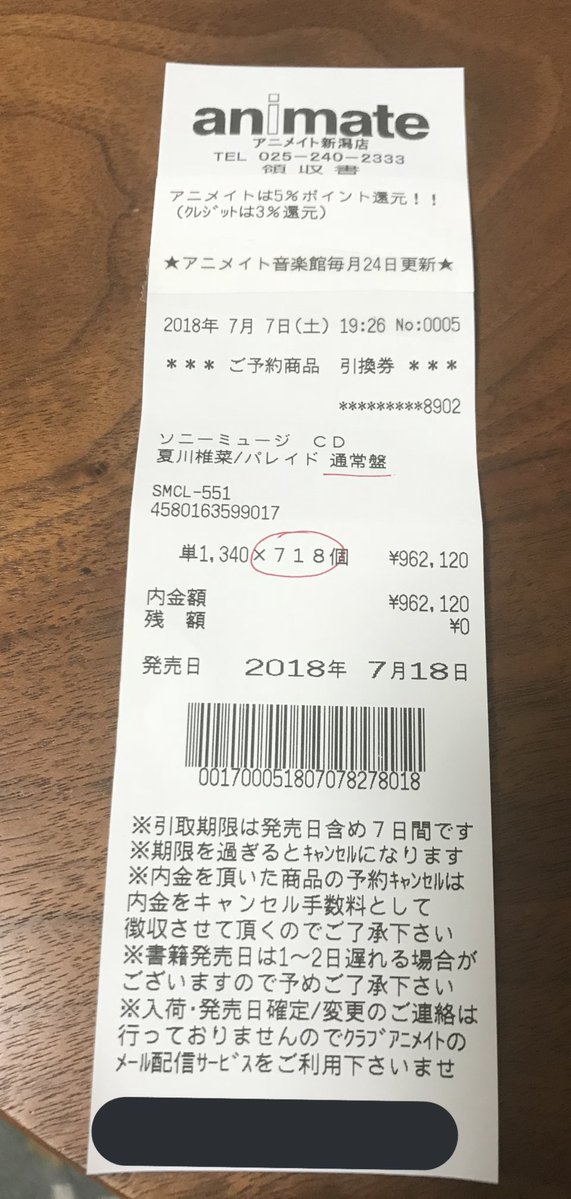 animate
アニメイト新潟店
TEL 025-240-2333
領収書
アニメイトは5%ポイント還元!!
(クレジットは3%還元)
★アニメイト音楽館毎月24日更新★
2018年 7月 7日(土) 19:26 No:0005
*** ご予約商品 引換券 ***
*********8902
ソニーミュージ CD
夏川椎菜/パレイド 通常盤
SMCL-551
4580163599017
単1,340×718個 ¥962,120
内金額 ¥962,120
残 額 ¥0
発売日 2018年 7月18日
001700051807078278018
※引取期限は発売日含め7日間です
※期限を過ぎるとキャンセルになります
※内金を頂いた商品の予約キャンセルは
内金をキャンセル手数料として
徴収させて頂くのでご了承下さい
※書籍発売日は1~2日遅れる場合が
ございますので予めご了承下さい
※入荷・発売日確定/変更のご連絡は
行っておりませんのでクラブアニメイトの
メール配信サービスをご利用下さいませ